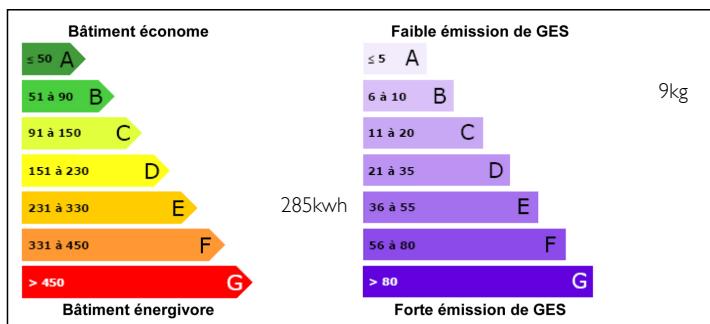 Bâtiment économe
≤ 50 A
51 à 90 B
91 à 150 C
151 à 230 D
231 à 330 E
285kwh
331 à 450 F
> 450 G
Bâtiment énergivore
Faible émission de GES
≤ 5 A
6 à 10 B
9kg
11 à 20 C
21 à 35 D
36 à 55 E
56 à 80 F
> 80 G
Forte émission de GES